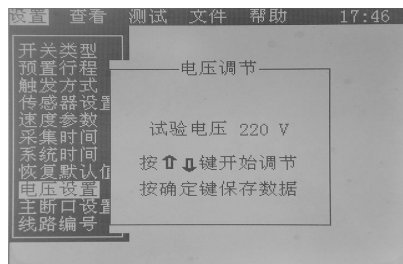 设置 查看 测试 文件 帮助 17:46
开关类型
预置行程
触发方式
传感器设置
速度参数
采集时间
系统时间
恢复默认值
电压设置
主断口设置
线路编号
电压调节
试验电压 220 V
按⇧⇩键开始调节
按确定键保存数据